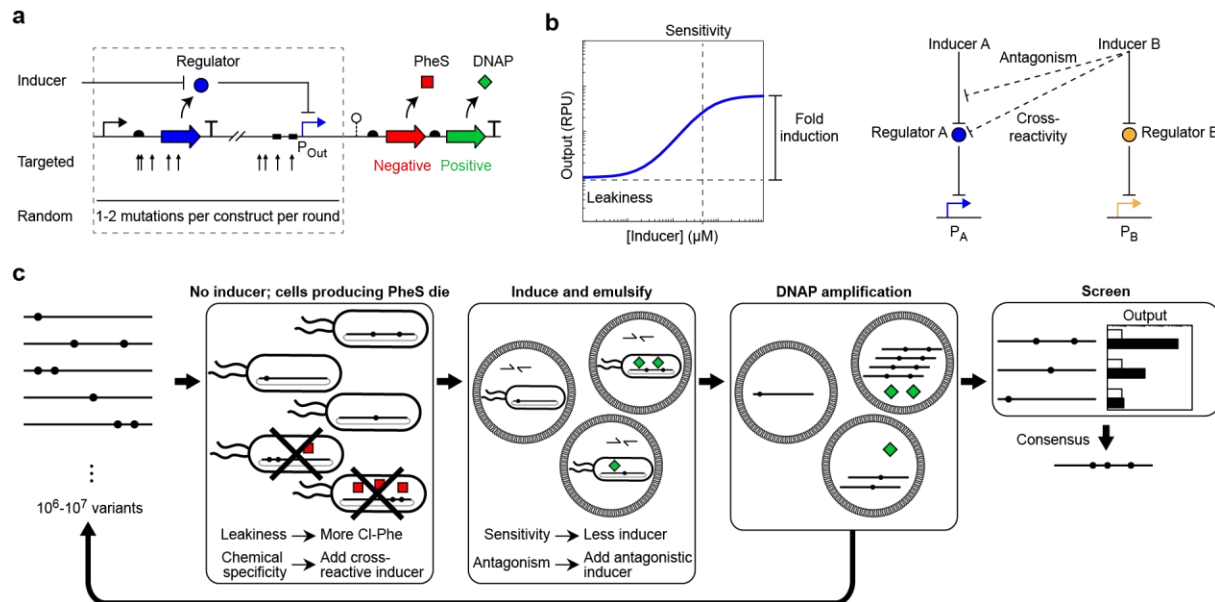 a
Inducer
Regulator
PheS
DNAP
P_Out
Targeted
Negative
Positive
Random
1-2 mutations per construct per round
b
Sensitivity
Output (RPU)
Fold
induction
Leakiness
[Inducer] (µM)
Inducer A
Inducer B
Antagonism
Cross-
reactivity
Regulator A
Regulator B
P_A
P_B
c
10^6-10^7 variants
No inducer; cells producing PheS die
Leakiness → More Cl-Phe
Chemical
specificity → Add cross-
reactive inducer
Induce and emulsify
Sensitivity → Less inducer
Antagonism → Add antagonistic
inducer
DNAP amplification
Screen
Output
Consensus